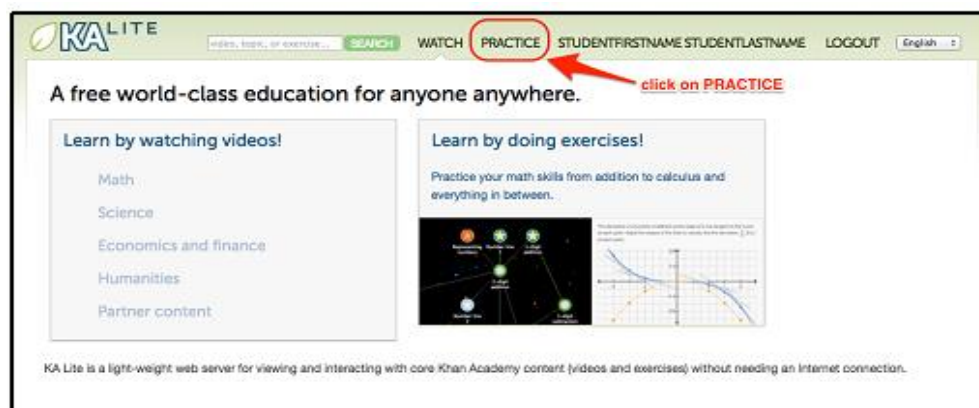 KA LITE
video, topic, or exercise... SEARCH WATCH PRACTICE STUDENTFIRSTNAME STUDENTLASTNAME LOGOUT English
click on PRACTICE
A free world-class education for anyone anywhere.
Learn by watching videos!
Math
Science
Economics and finance
Humanities
Partner content
Learn by doing exercises!
Practice your math skills from addition to calculus and
everything in between.
KA Lite is a light-weight web server for viewing and interacting with core Khan Academy content (videos and exercises) without needing an Internet connection.